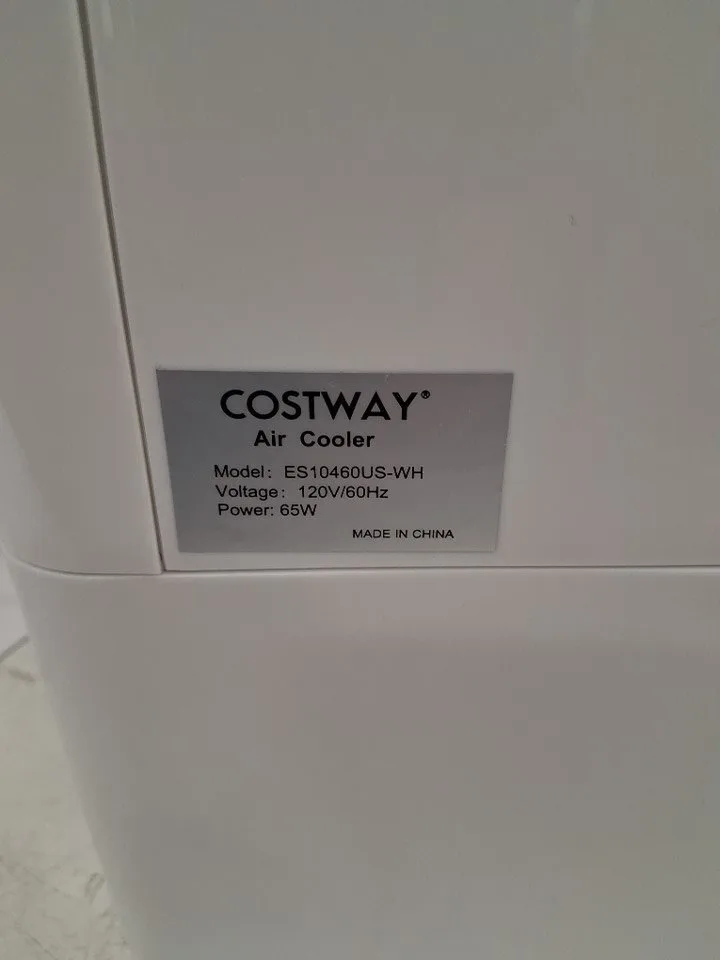 COSTWAY®
Air Cooler
Model: ES10460US-WH
Voltage: 120V/60Hz
Power: 65W
MADE IN CHINA